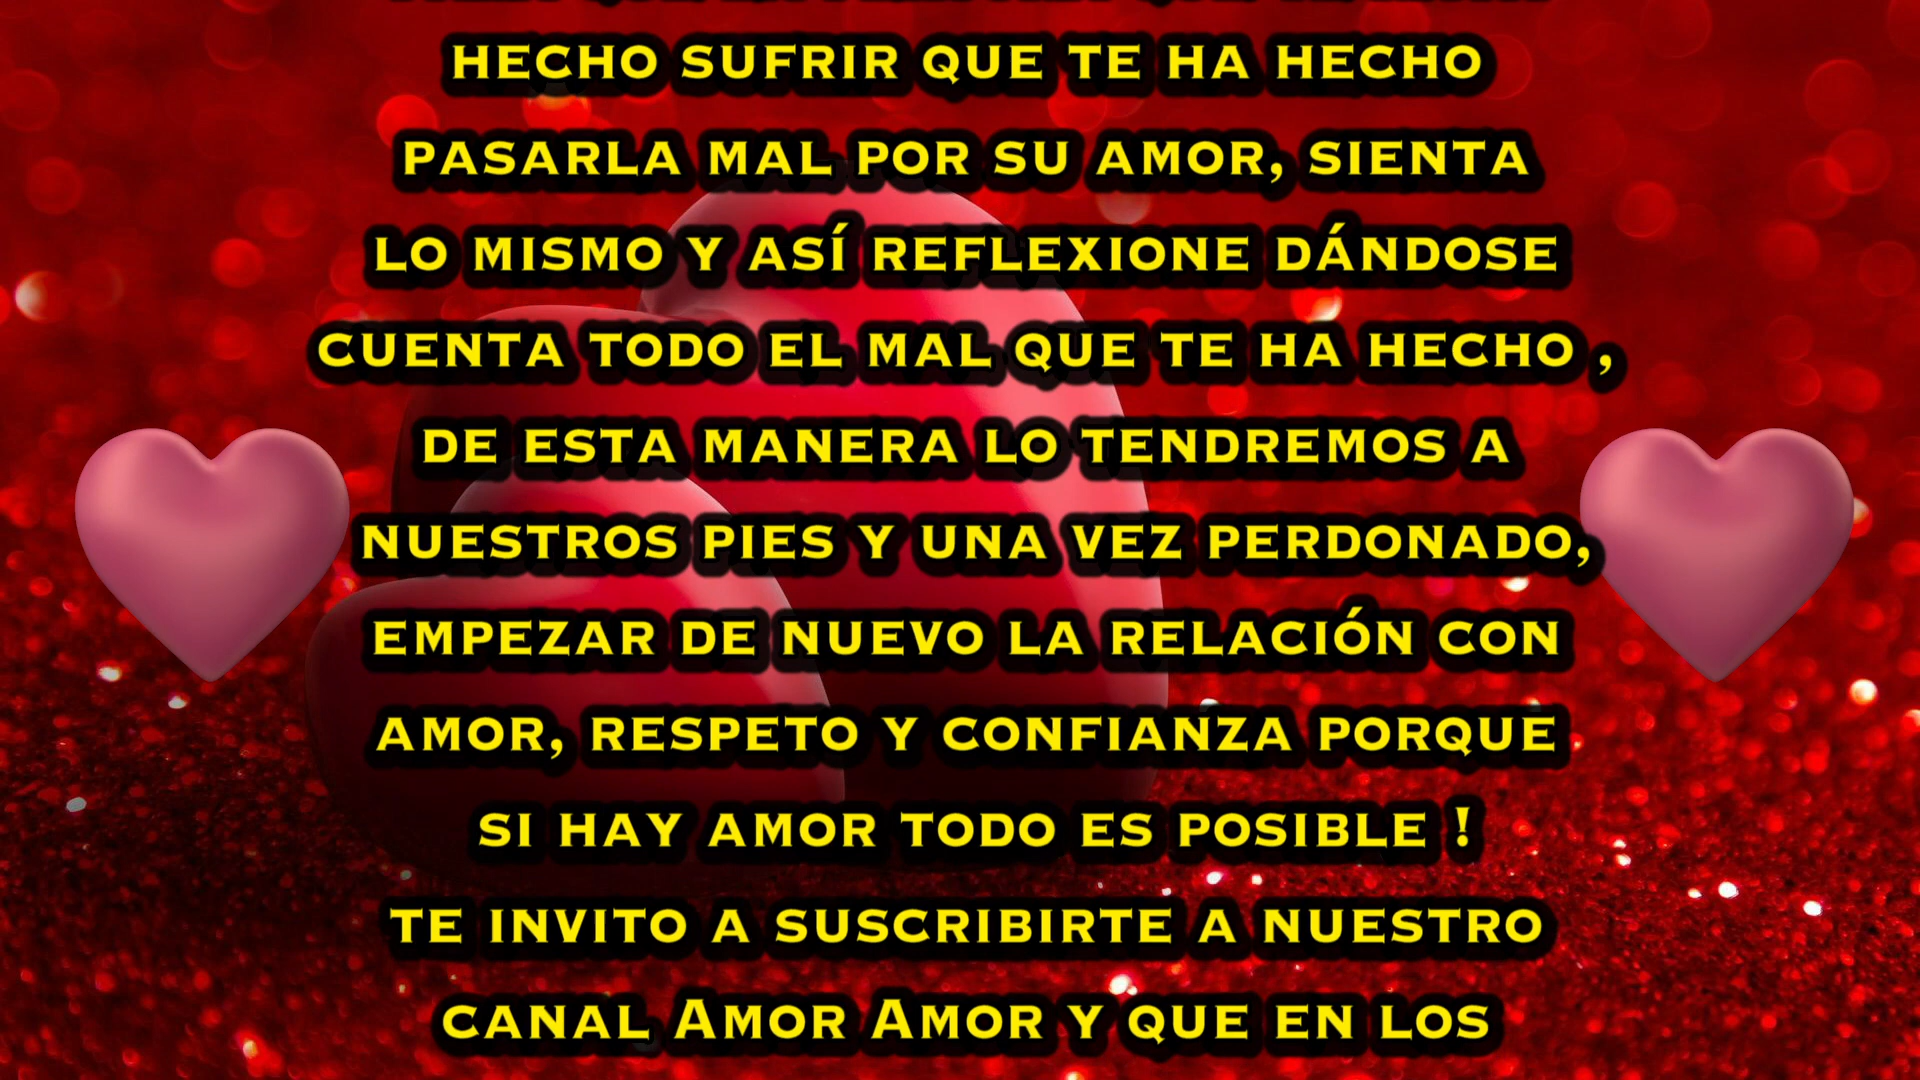 HECHO SUFRIR QUE TE HA HECHO
PASARLA MAL POR SU AMOR, SIENTA
LO MISMO Y ASÍ REFLEXIONE DÁNDOSE
CUENTA TODO EL MAL QUE TE HA HECHO ,
DE ESTA MANERA LO TENDREMOS A
NUESTROS PIES Y UNA VEZ PERDONADO,
EMPEZAR DE NUEVO LA RELACIÓN CON
AMOR, RESPETO Y CONFIANZA PORQUE
SI HAY AMOR TODO ES POSIBLE !
TE INVITO A SUSCRIBIRTE A NUESTRO
CANAL AMOR AMOR Y QUE EN LOS